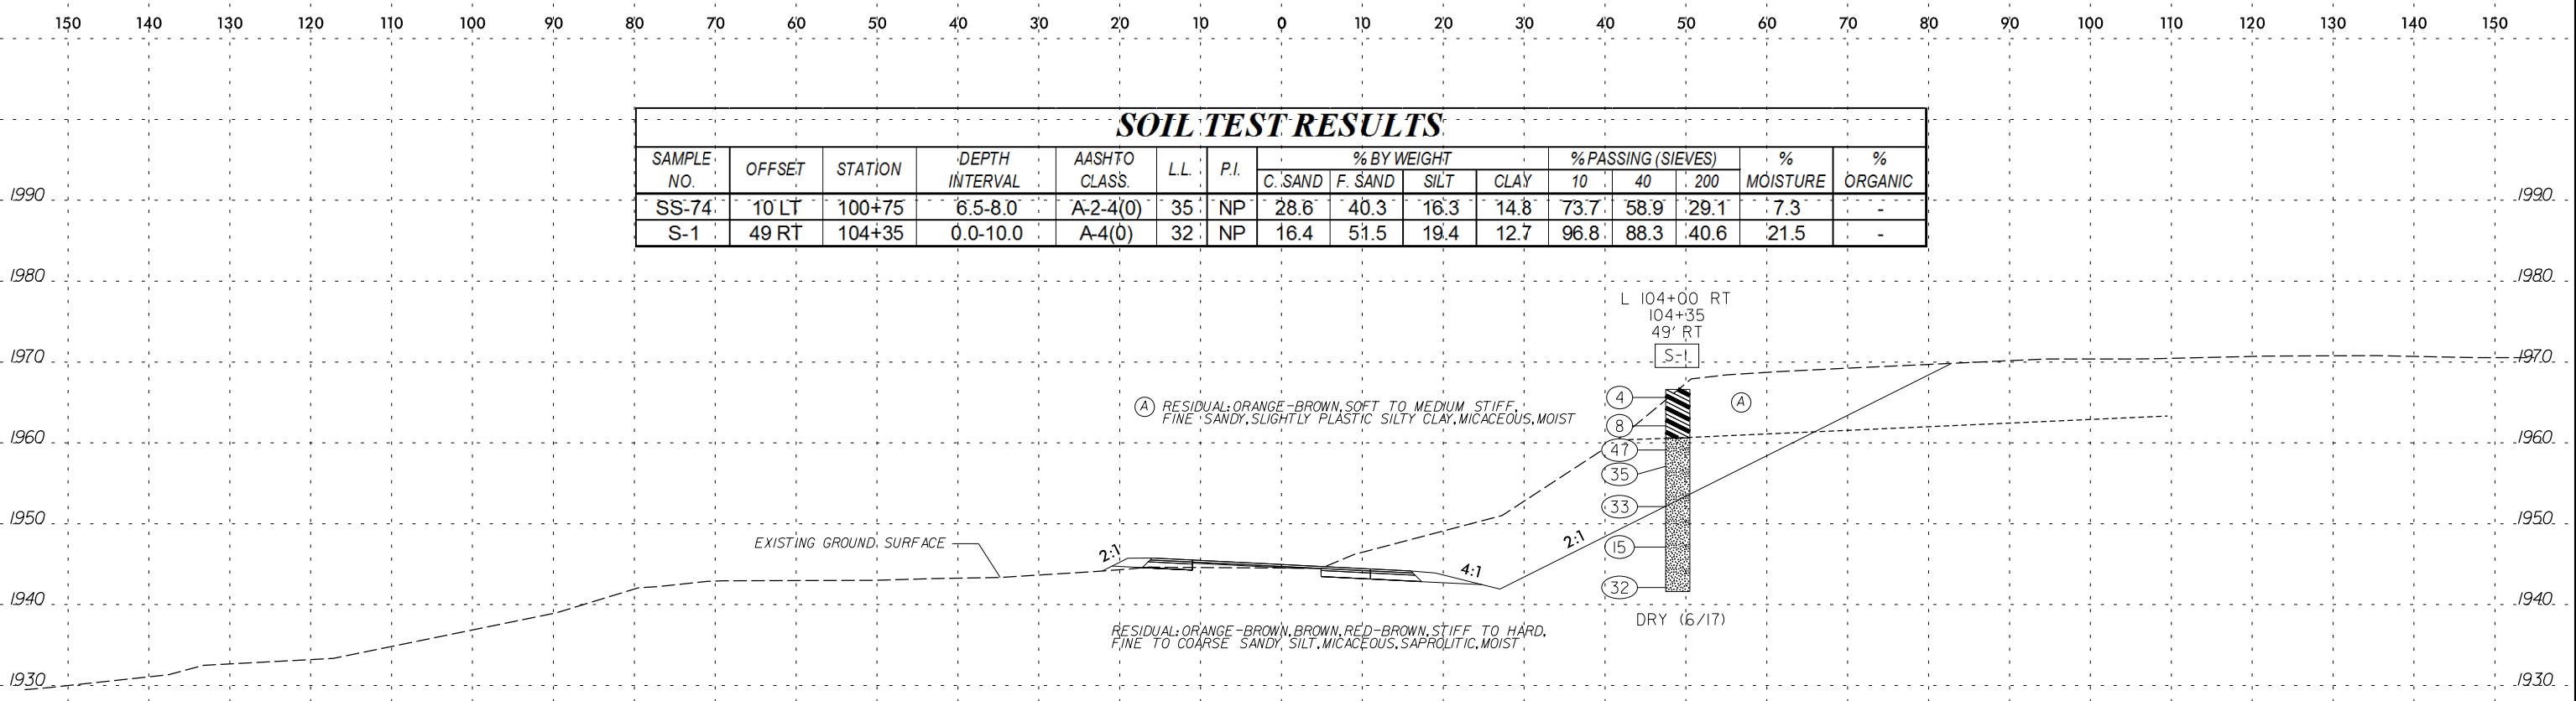 150 140 130 120 110 100 90 80 70 60 50 40 30 20 10 0 10 20 30 40 50 60 70 80 90 100 110 120 130 140 150
SOIL TEST RESULTS
SAMPLE NO. OFFSET STATION DEPTH INTERVAL AASHTO CLASS. L.L. P.I. % BY WEIGHT % PASSING (SIEVES) % MOISTURE % ORGANIC
C. SAND F. SAND SILT CLAY 10 40 200
SS-74 10 LT 100+75 6.5-8.0 A-2-4(0) 35 NP 28.6 40.3 16.3 14.8 73.7 58.9 29.1 7.3 -
S-1 49 RT 104+35 0.0-10.0 A-4(0) 32 NP 16.4 51.5 19.4 12.7 96.8 88.3 40.6 21.5 -
1990 1990
1980 1980
L 104+00 RT
104+35
49' RT
S-1
1970 1970
4
A RESIDUAL: ORANGE-BROWN, SOFT TO MEDIUM STIFF,
FINE SANDY, SLIGHTLY PLASTIC SILTY CLAY, MICACEOUS, MOIST
A
8
1960 1960
47
35
33
1950 1950
EXISTING GROUND SURFACE
2:1
4:1
2:1
15
32
1940 1940
DRY (6/17)
RESIDUAL: ORANGE-BROWN, BROWN, RED-BROWN, STIFF TO HARD,
FINE TO COARSE SANDY SILT, MICACEOUS, SAPROLITIC, MOIST
1930 1930